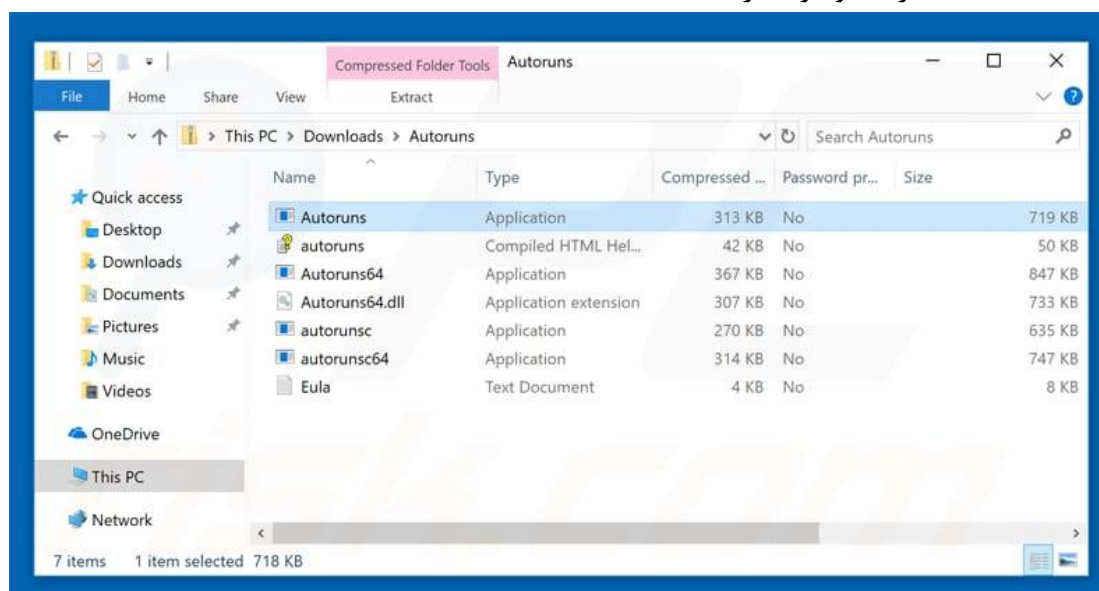 Compressed Folder Tools Autoruns
File Home Share View Extract
This PC > Downloads > Autoruns Search Autoruns
Name Type Compressed ... Password pr... Size
Quick access
Desktop
Downloads
Documents
Pictures
Music
Videos
OneDrive
This PC
Network
Autoruns Application 313 KB No 719 KB
autoruns Compiled HTML Hel... 42 KB No 50 KB
Autoruns64 Application 367 KB No 847 KB
Autoruns64.dll Application extension 307 KB No 733 KB
autorunsc Application 270 KB No 635 KB
autorunsc64 Application 314 KB No 747 KB
Eula Text Document 4 KB No 8 KB
7 items 1 item selected 718 KB